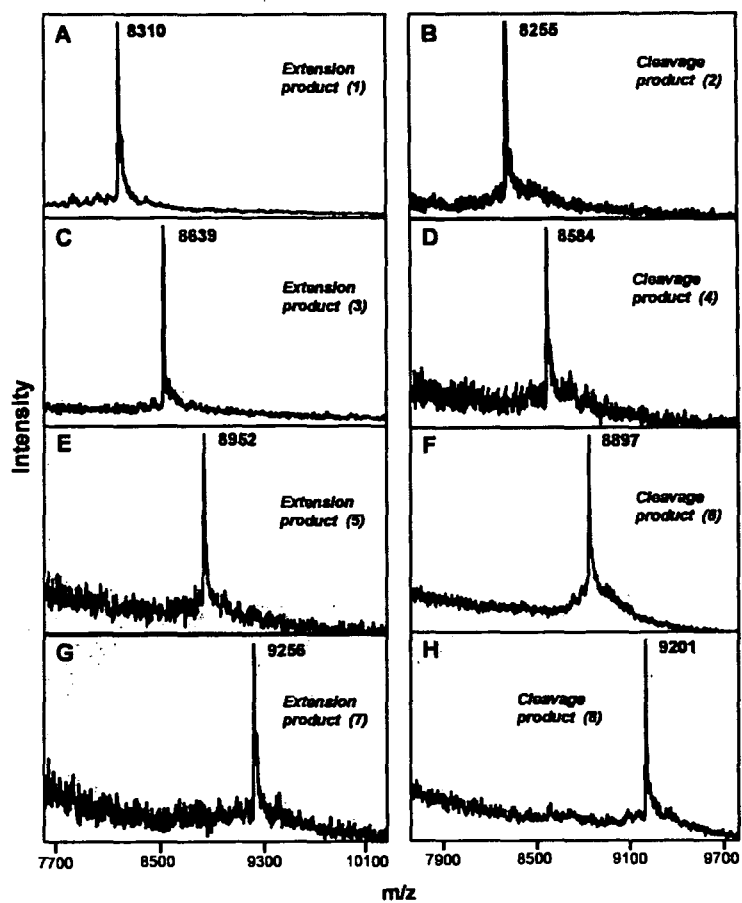 A
8310
Extension
product (1)
B
8255
Cleavage
product (2)
C
8639
Extension
product (3)
D
8584
Cleavage
product (4)
E
8952
Extension
product (5)
F
8897
Cleavage
product (6)
G
9256
Extension
product (7)
H
9201
Cleavage
product (8)
Intensity
7700 8500 9300 10100
7900 8500 9100 9700
m/z